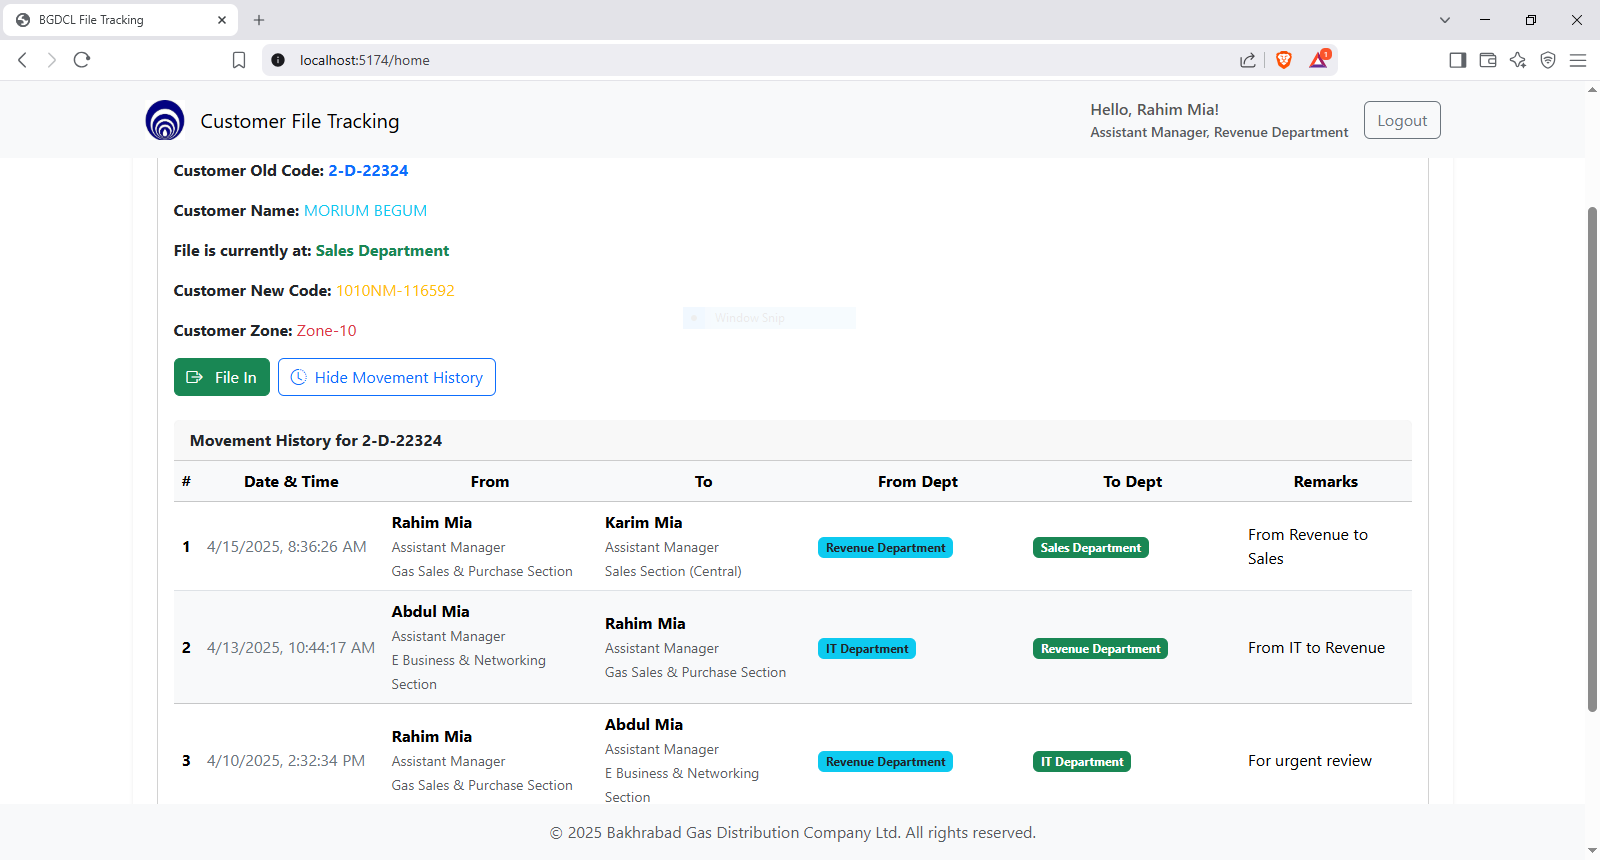 BGDCL File Tracking
localhost:5174/home
1
Customer File Tracking
Hello, Rahim Mia!
Assistant Manager, Revenue Department
Logout
Customer Old Code: 2-D-22324
Customer Name: MORIUM BEGUM
File is currently at: Sales Department
Customer New Code: 1010NM-116592
Window Snip
Customer Zone: Zone-10
File In
Hide Movement History
Movement History for 2-D-22324
# Date & Time From To From Dept To Dept Remarks
1
4/15/2025, 8:36:26 AM
Rahim Mia
Assistant Manager
Gas Sales & Purchase Section
Karim Mia
Assistant Manager
Sales Section (Central)
Revenue Department
Sales Department
From Revenue to
Sales
2
4/13/2025, 10:44:17 AM
Abdul Mia
Assistant Manager
E Business & Networking
Section
Rahim Mia
Assistant Manager
Gas Sales & Purchase Section
IT Department
Revenue Department
From IT to Revenue
3
4/10/2025, 2:32:34 PM
Rahim Mia
Assistant Manager
Gas Sales & Purchase Section
Abdul Mia
Assistant Manager
E Business & Networking
Section
Revenue Department
IT Department
For urgent review
© 2025 Bakhrabad Gas Distribution Company Ltd. All rights reserved.